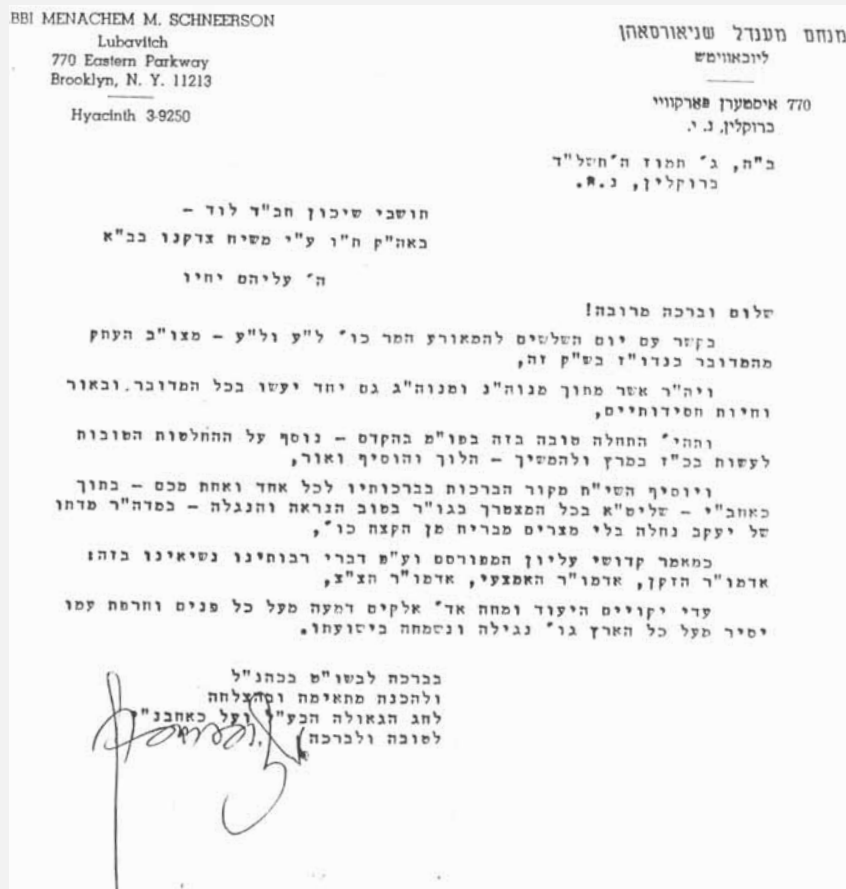 BBI MENACHEM M. SCHNEERSON
Lubavitch
770 Eastern Parkway
Brooklyn, N. Y. 11213
Hyacinth 3-9250
מנחם מענדל שניאורסאהן
ליובאוויטש
770 איסטערן פארקוויי
ברוקלין, נ. י.
ב"ה, ג' תמוז ה'תשל"ד
ברוקלין, נ.י.
תושבי שיכון חב"ד לוד –
באה"ק ת"ו ע"י משיח צדקנו בב"א
ה' עליהם יחיו
שלום וברכה מרובה!
בקשר עם יום השלשים להמאורע המר כו' ל"ע ול"ע – מצו"ב העתק
מהמדובר בנדו"ז בש"ק זה,
ויה"ר אשר מתוך מנוה"נ ומנוה"ג גם יחד יעשו בכל המדובר. ובאור
וחיות חסידותיים,
ותהי' התחלה טובה בזה בפו"מ בהקדם – נוסף על ההחלטות הטובות
לעשות בכ"ז במרץ ולהמשיך – הלוך והוסיף ואור,
ויוסיף השי"ת מקור הברכות בברכותיו לכל אחד ואחת מכם – בתוך
כאחב"י – שליט"א בכל המצטרך בגו"ר בטוב הנראה והנגלה – במדה"ר מדתו
של יעקב נחלה בלי מצרים מבריח מן הקצה כו',
כמאמר קדושי עליון המפורסם וע"פ דברי רבותינו נשיאינו בזה:
אדמו"ר הזקן, אדמו"ר האמצעי, אדמו"ר הצ"צ,
עדי יקויים היעוד ומחה אד' אלקים דמעה מעל כל פנים וחרפת עמו
יסיר מעל כל הארץ גו' נגילה ונשמחה בישועתו.
בברכה לבשו"ט בכהנ"ל
ולהכנה מתאימה ובהצלחה
לחג הגאולה הבע"ל ועל כאחבנ"י
לטובה ולברכה